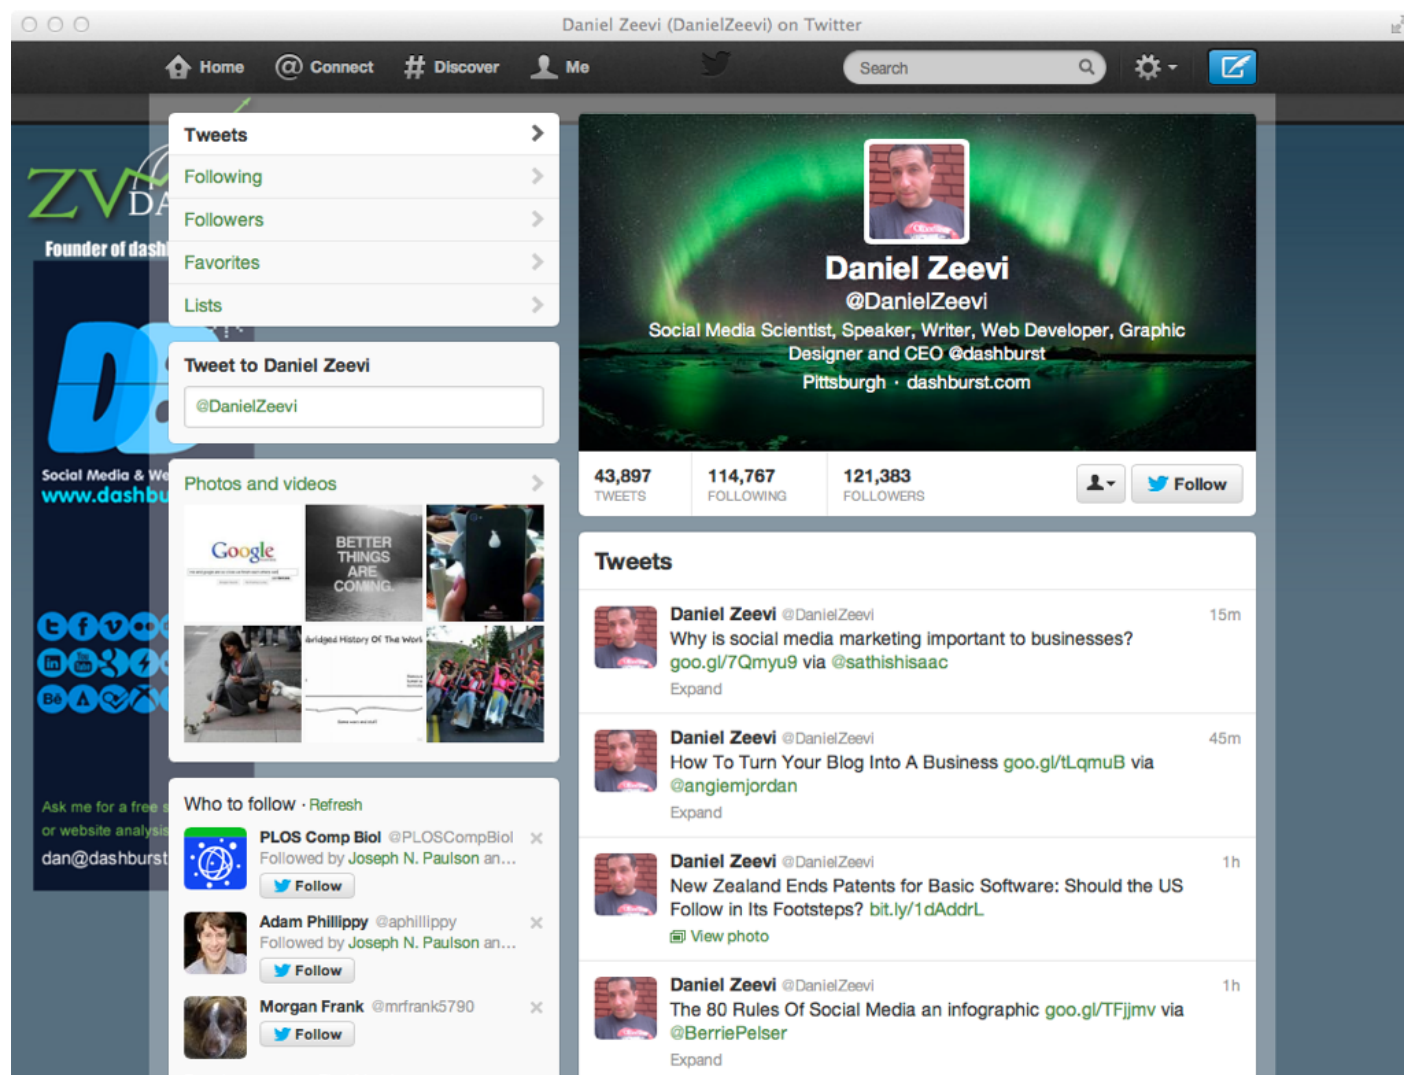 Daniel Zeevi (DanielZeevi) on Twitter
Home
Connect
Discover
Me
Search
ZV
DA
Founder of dash
Social Media & We
www.dashbu
Ask me for a free s
or website analysis
dan@dashburst
Tweets
Following
Followers
Favorites
Lists
Tweet to Daniel Zeevi
@DanielZeevi
Photos and videos
Google
BETTER
THINGS
ARE
COMING.
bridged History Of The Worl
Who to follow · Refresh
PLOS Comp Biol @PLOSCompBiol
Followed by Joseph N. Paulson an...
Follow
Adam Phillippy @aphillippy
Followed by Joseph N. Paulson an...
Follow
Morgan Frank @mrfrank5790
Follow
Daniel Zeevi
@DanielZeevi
Social Media Scientist, Speaker, Writer, Web Developer, Graphic
Designer and CEO @dashburst
Pittsburgh · dashburst.com
43,897
TWEETS
114,767
FOLLOWING
121,383
FOLLOWERS
Follow
Tweets
Daniel Zeevi @DanielZeevi 15m
Why is social media marketing important to businesses?
goo.gl/7Qmyu9 via @sathishisaac
Expand
Daniel Zeevi @DanielZeevi 45m
How To Turn Your Blog Into A Business goo.gl/tLqmuB via
@angiemjordan
Expand
Daniel Zeevi @DanielZeevi 1h
New Zealand Ends Patents for Basic Software: Should the US
Follow in Its Footsteps? bit.ly/1dAddrL
View photo
Daniel Zeevi @DanielZeevi 1h
The 80 Rules Of Social Media an infographic goo.gl/TFjjmv via
@BerriePelser
Expand